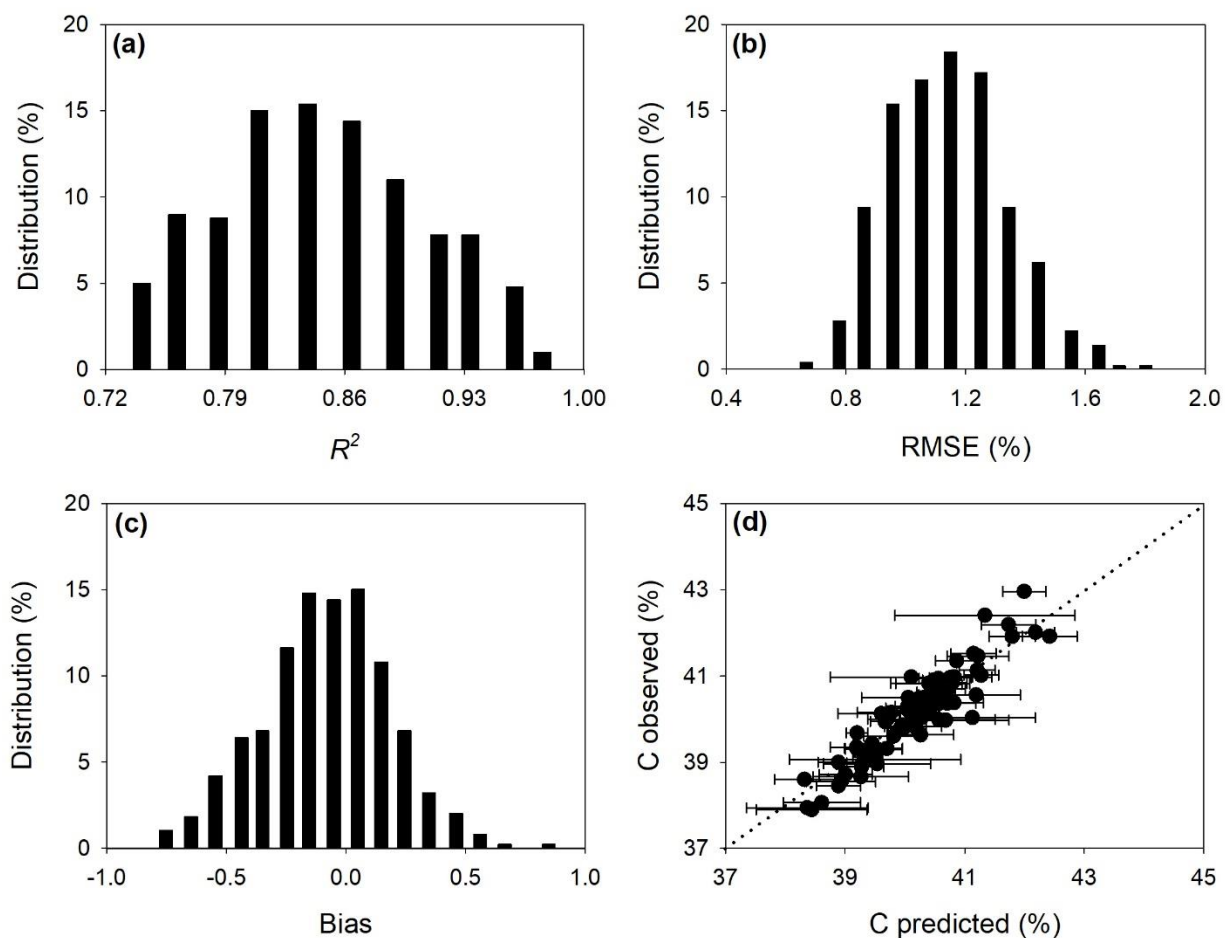 (a)
Distribution (%)
20
15
10
5
0
0.72 0.79 0.86 0.93 1.00
R²
(b)
Distribution (%)
20
15
10
5
0
0.4 0.8 1.2 1.6 2.0
RMSE (%)
(c)
Distribution (%)
20
15
10
5
0
-1.0 -0.5 0.0 0.5 1.0
Bias
(d)
C observed (%)
45
43
41
39
37
37 39 41 43 45
C predicted (%)